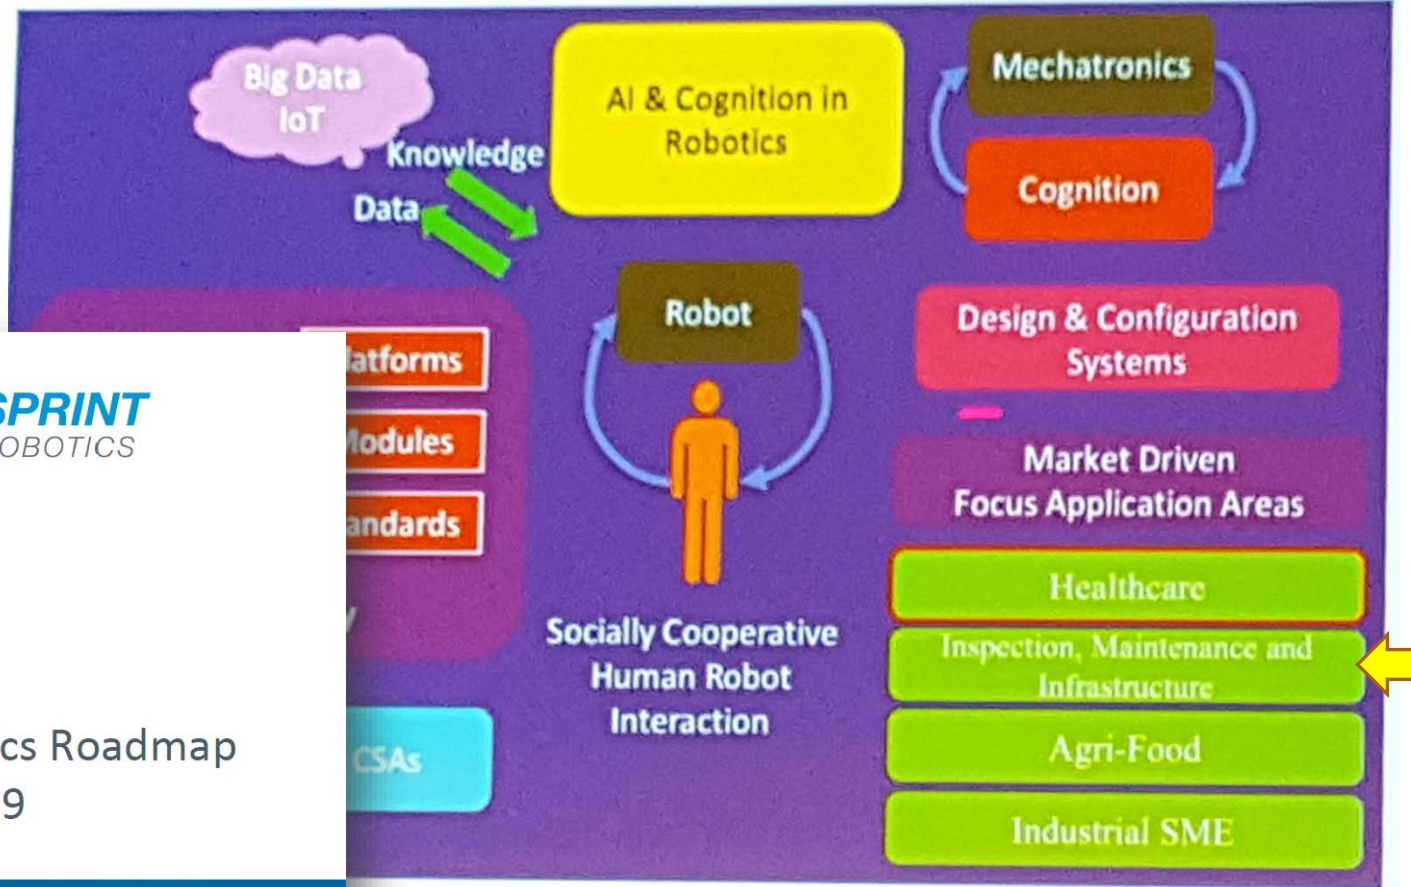 Big Data
IoT
Knowledge
Data
AI & Cognition in
Robotics
Mechatronics
Cognition
Robot
Design & Configuration
Systems
Market Driven
Focus Application Areas
Healthcare
Inspection, Maintenance and
Infrastructure
Agri-Food
Industrial SME
Socially Cooperative
Human Robot
Interaction
latforms
Modules
andards
CSAs
SPRINT
OBOTICS
cs Roadmap
9